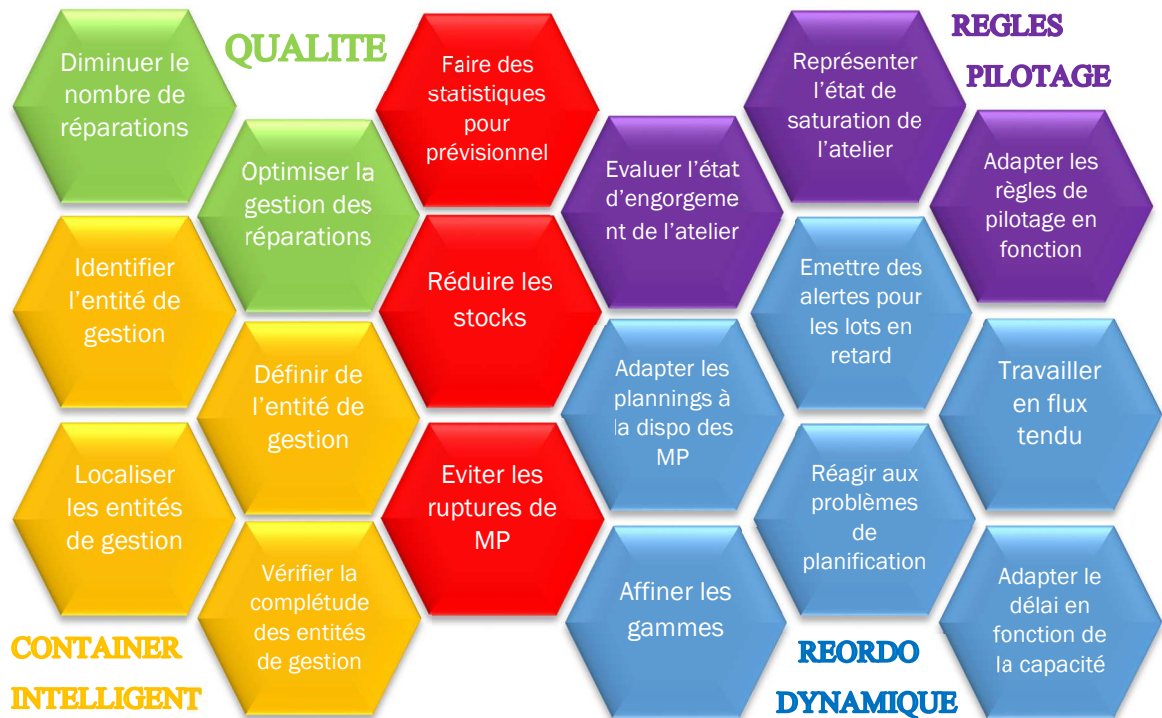 Diminuer le
nombre de
réparations
QUALITE
Optimiser la
gestion des
réparations
Faire des
statistiques
pour
prévisionnel
Réduire les
stocks
Eviter les
ruptures de
MP
REGLES
PILOTAGE
Représenter
l’état de
saturation de
l’atelier
Evaluer l’état
d’engorgeme
nt de l’atelier
Adapter les
règles de
pilotage en
fonction
Identifier
l’entité de
gestion
Définir de
l’entité de
gestion
Localiser
les entités
de gestion
Vérifier la
complétude
des entités
de gestion
CONTAINER
INTELLIGENT
Emettre des
alertes pour
les lots en
retard
Adapter les
plannings à
la dispo des
MP
Travailler
en flux
tendu
Réagir aux
problèmes
de
planification
Affiner les
gammes
Adapter le
délai en
fonction de
la capacité
REORDO
DYNAMIQUE